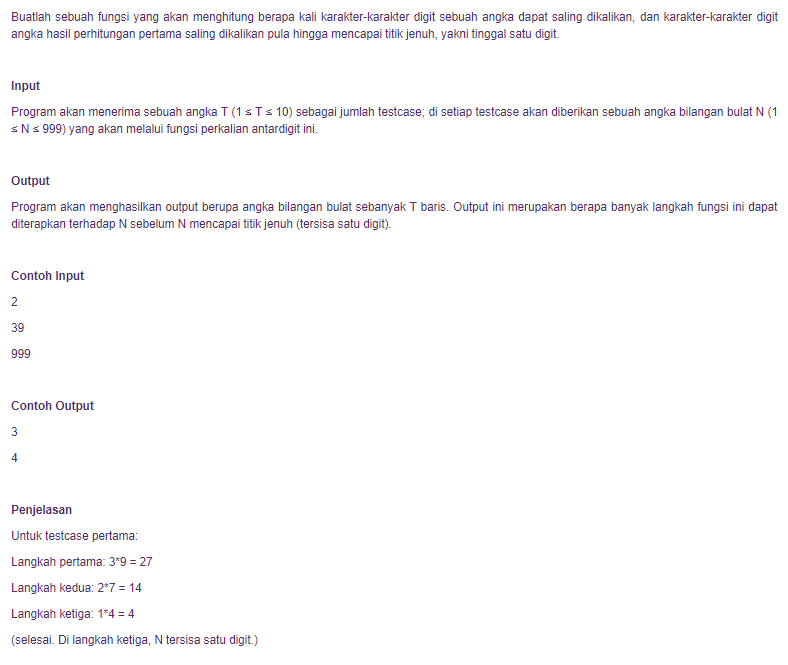 Buatlah sebuah fungsi yang akan menghitung berapa kali karakter-karakter digit sebuah angka dapat saling dikalikan, dan karakter-karakter digit
angka hasil perhitungan pertama saling dikalikan pula hingga mencapai titik jenuh, yakni tinggal satu digit.
Input
Program akan menerima sebuah angka T (1 ≤ T ≤ 10) sebagai jumlah testcase; di setiap testcase akan diberikan sebuah angka bilangan bulat N (1
≤ N ≤ 999) yang akan melalui fungsi perkalian antardigit ini.
Output
Program akan menghasilkan output berupa angka bilangan bulat sebanyak T baris. Output ini merupakan berapa banyak langkah fungsi ini dapat
diterapkan terhadap N sebelum N mencapai titik jenuh (tersisa satu digit).
Contoh Input
2
39
999
Contoh Output
3
4
Penjelasan
Untuk testcase pertama:
Langkah pertama: 3*9 = 27
Langkah kedua: 2*7 = 14
Langkah ketiga: 1*4 = 4
(selesai. Di langkah ketiga, N tersisa satu digit.)